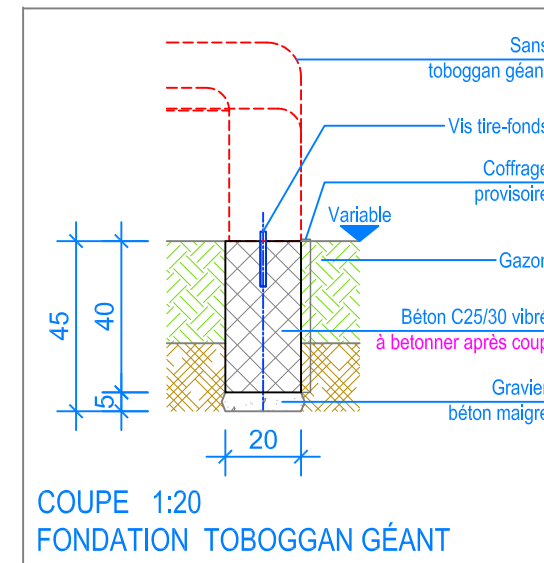 Sans
toboggan géan
Vis tire-fonds
Coffrage
provisoire
Variable
Gazon
Béton C25/30 vibré
à betonner après coup
Gravier
béton maigre
45
40
5
20
COUPE 1:20
FONDATION TOBOGGAN GÉANT